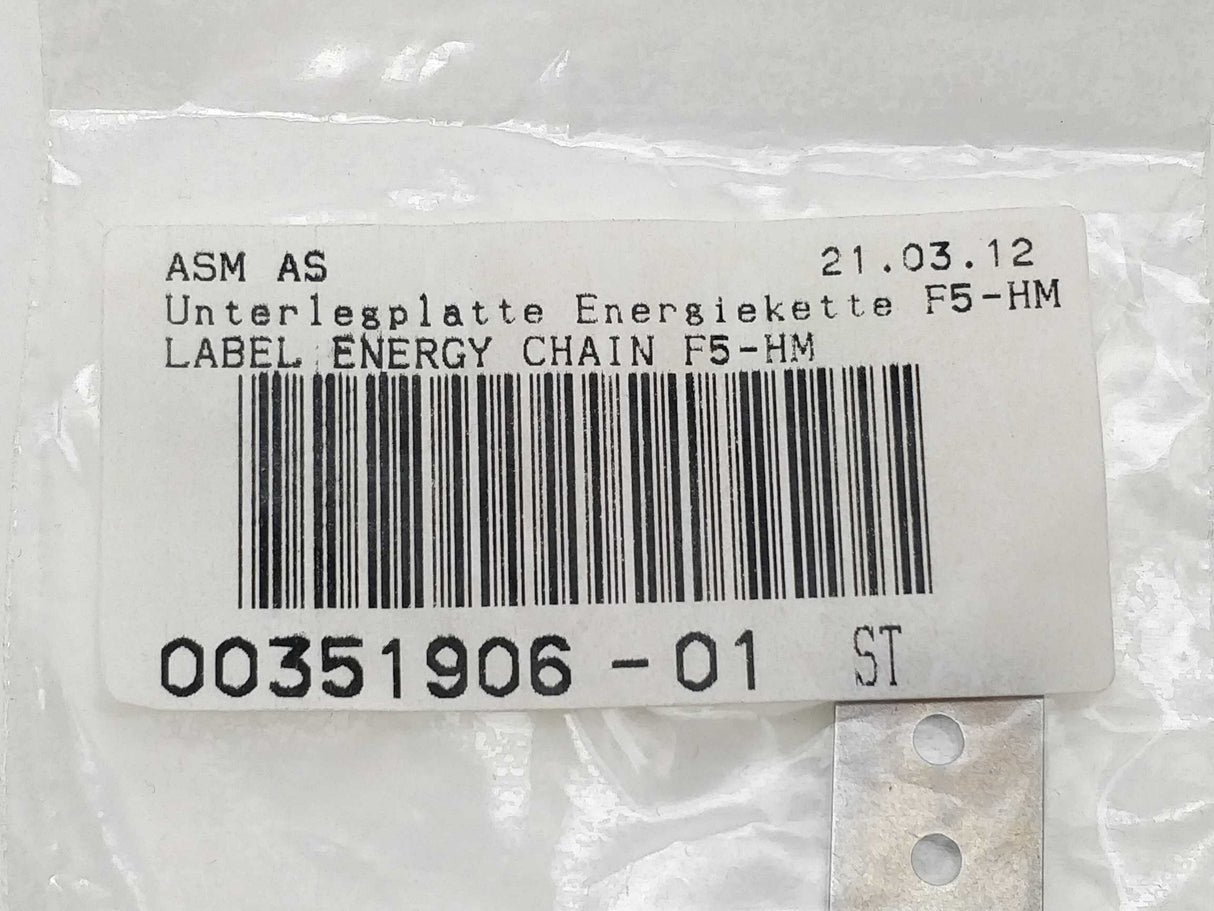 ASM AS 21.03.12
Unterlegplatte Energiekette F5-HM
LABEL ENERGY CHAIN F5-HM
00351906-01 ST